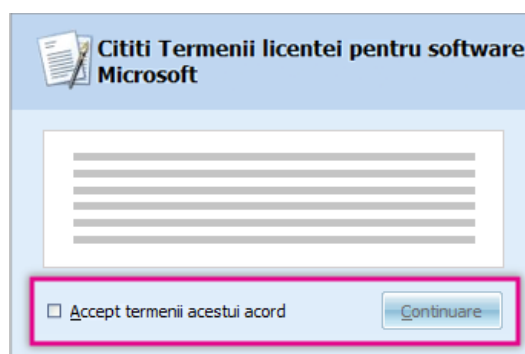 Cititi Termenii licentei pentru software
Microsoft
Accept termenii acestui acord
Continuare